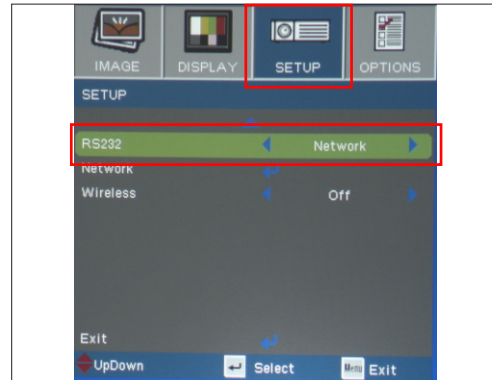 IMAGE DISPLAY SETUP OPTIONS
SETUP
RS232 Network
Network
Wireless Off
Exit
UpDown Select Menu Exit